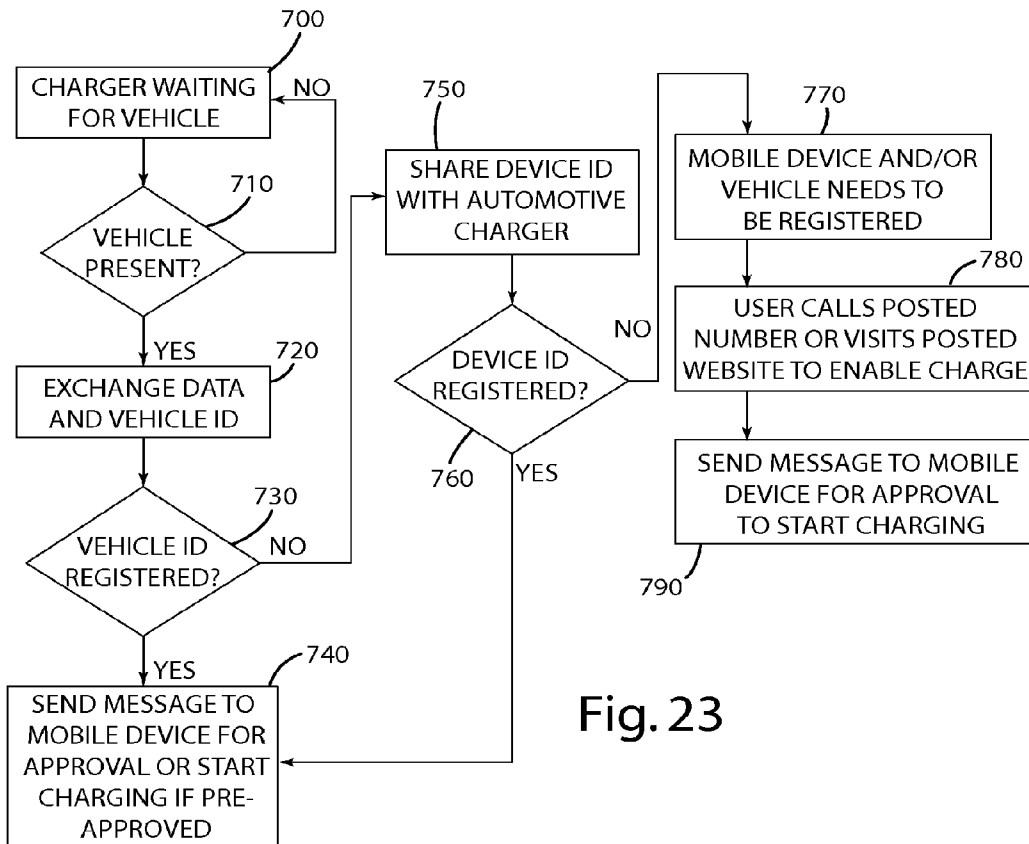 700
CHARGER WAITING
FOR VEHICLE
NO
710
VEHICLE
PRESENT?
YES
720
EXCHANGE DATA
AND VEHICLE ID
730
VEHICLE ID
REGISTERED?
NO
YES
740
SEND MESSAGE TO
MOBILE DEVICE FOR
APPROVAL OR START
CHARGING IF PRE-
APPROVED
750
SHARE DEVICE ID
WITH AUTOMOTIVE
CHARGER
DEVICE ID
REGISTERED?
NO
760
YES
770
MOBILE DEVICE AND/OR
VEHICLE NEEDS TO
BE REGISTERED
780
USER CALLS POSTED
NUMBER OR VISITS POSTED
WEBSITE TO ENABLE CHARGE
SEND MESSAGE TO MOBILE
DEVICE FOR APPROVAL
TO START CHARGING
790
Fig. 23